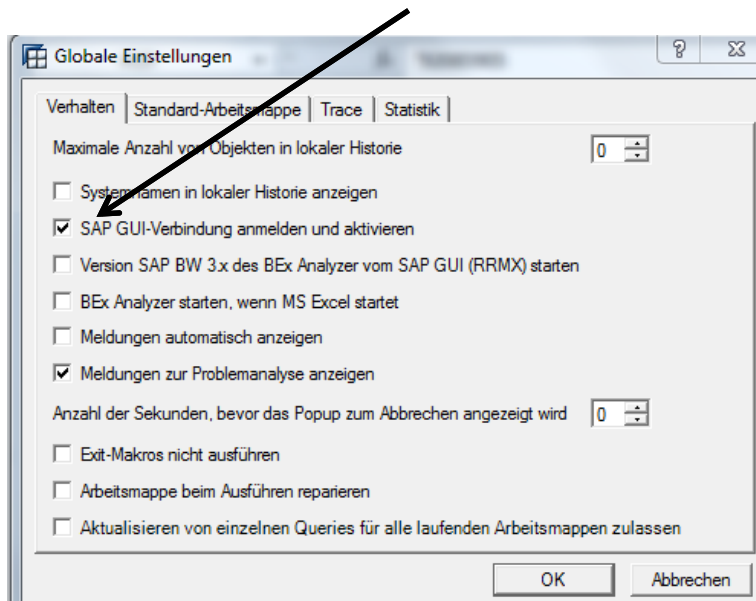 Globale Einstellungen
Verhalten Standard-Arbeitsmappe Trace Statistik
Maximale Anzahl von Objekten in lokaler Historie 0
Systemnamen in lokaler Historie anzeigen
SAP GUI-Verbindung anmelden und aktivieren
Version SAP BW 3.x des BEx Analyzer vom SAP GUI (RRMX) starten
BEx Analyzer starten, wenn MS Excel startet
Meldungen automatisch anzeigen
Meldungen zur Problemanalyse anzeigen
Anzahl der Sekunden, bevor das Popup zum Abbrechen angezeigt wird 0
Exit-Makros nicht ausführen
Arbeitsmappe beim Ausführen reparieren
Aktualisieren von einzelnen Queries für alle laufenden Arbeitsmappen zulassen
OK Abbrechen